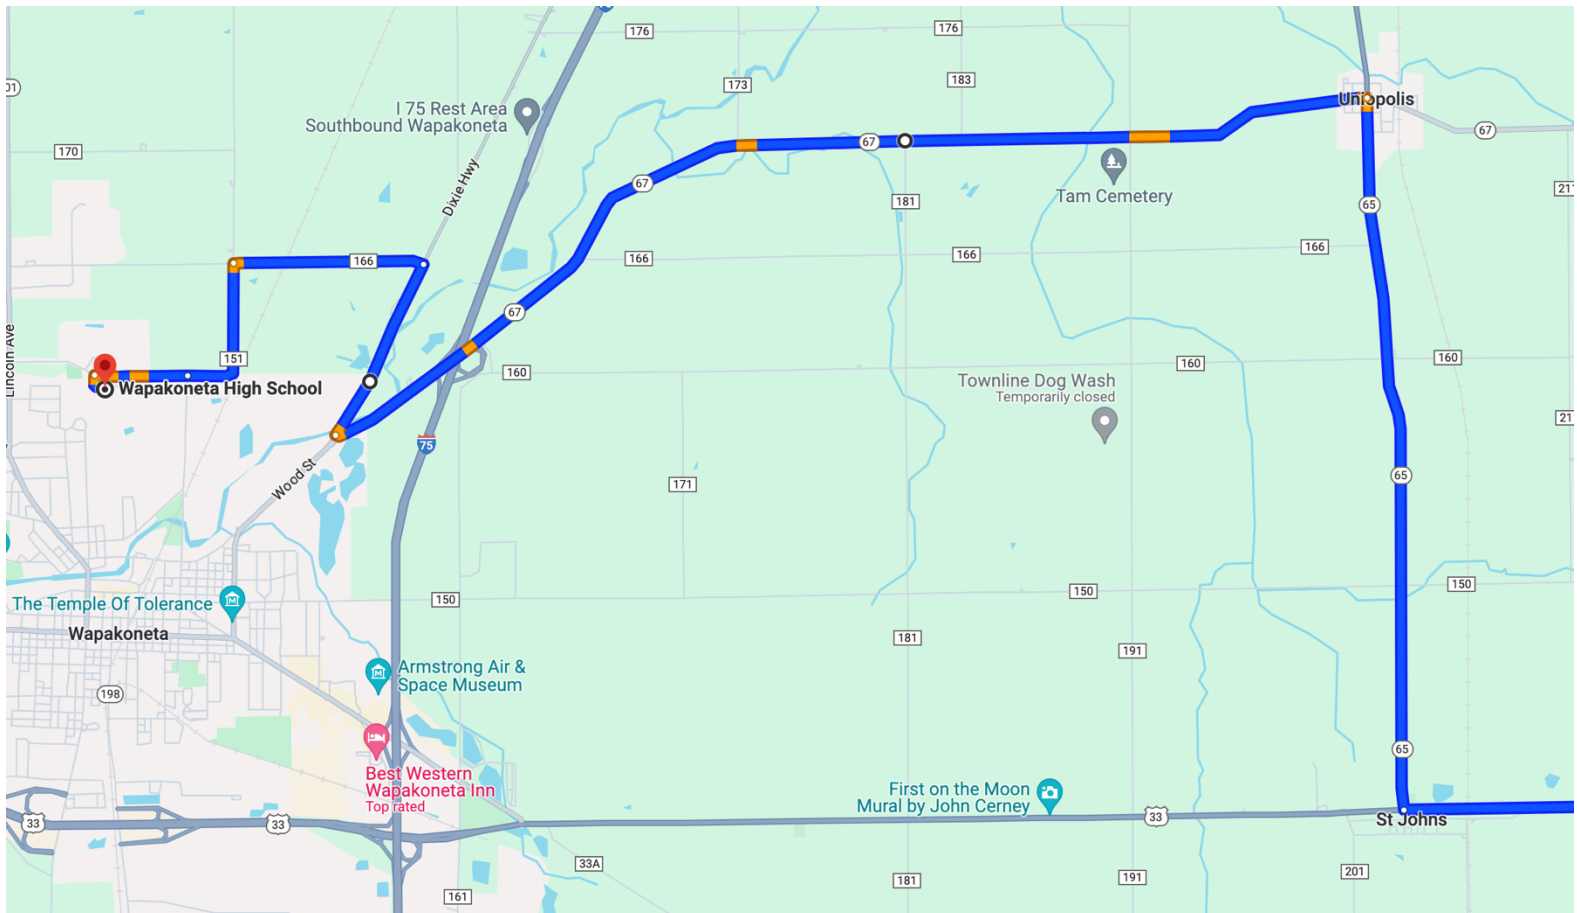 176
176
173
183
01
I 75 Rest Area
Southbound Wapakoneta
Uniopolis
67
67
170
Dixie Hwy
67
Tam Cemetery
211
181
65
166
166
166
166
67
Lincoln Ave
151
160
160
160
Wapakoneta High School
Townline Dog Wash
Temporarily closed
211
75
Wood St
171
65
150
150
150
The Temple Of Tolerance
Wapakoneta
181
191
Armstrong Air &
Space Museum
198
65
Best Western
Wapakoneta Inn
Top rated
First on the Moon
Mural by John Cerney
33
33
33
St Johns
33A
181
191
201
161